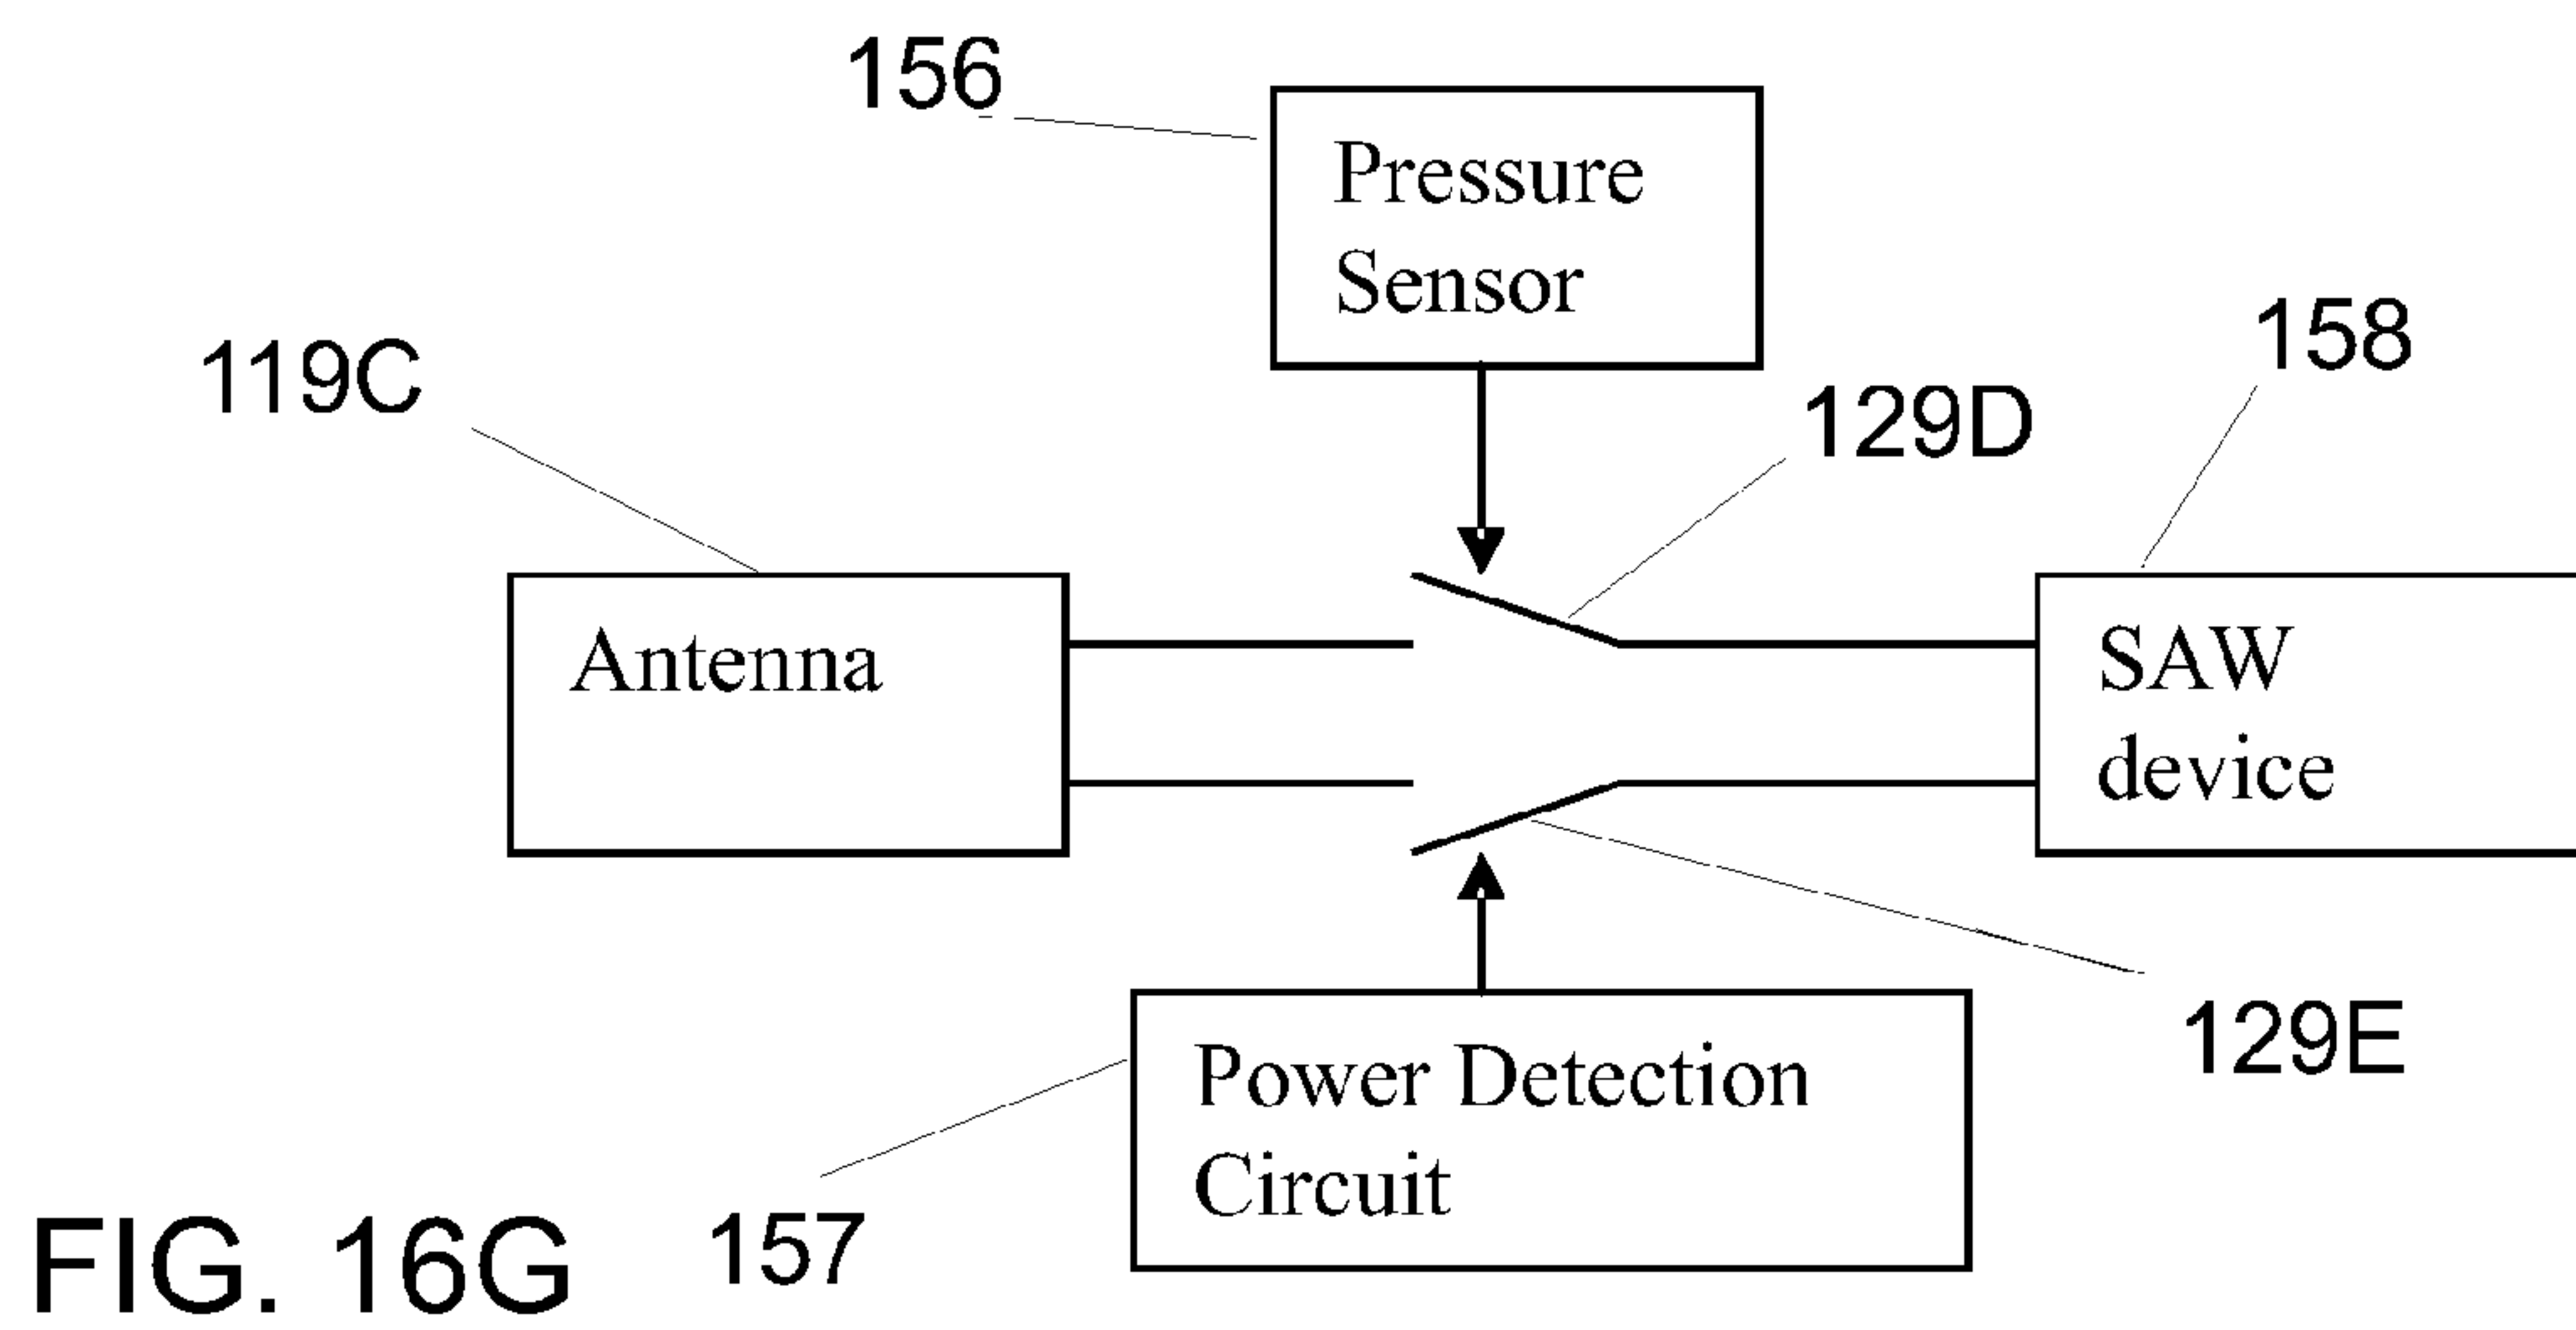 156
Pressure
Sensor
158
119C
129D
Antenna
SAW
device
129E
Power Detection
Circuit
157
FIG. 16G